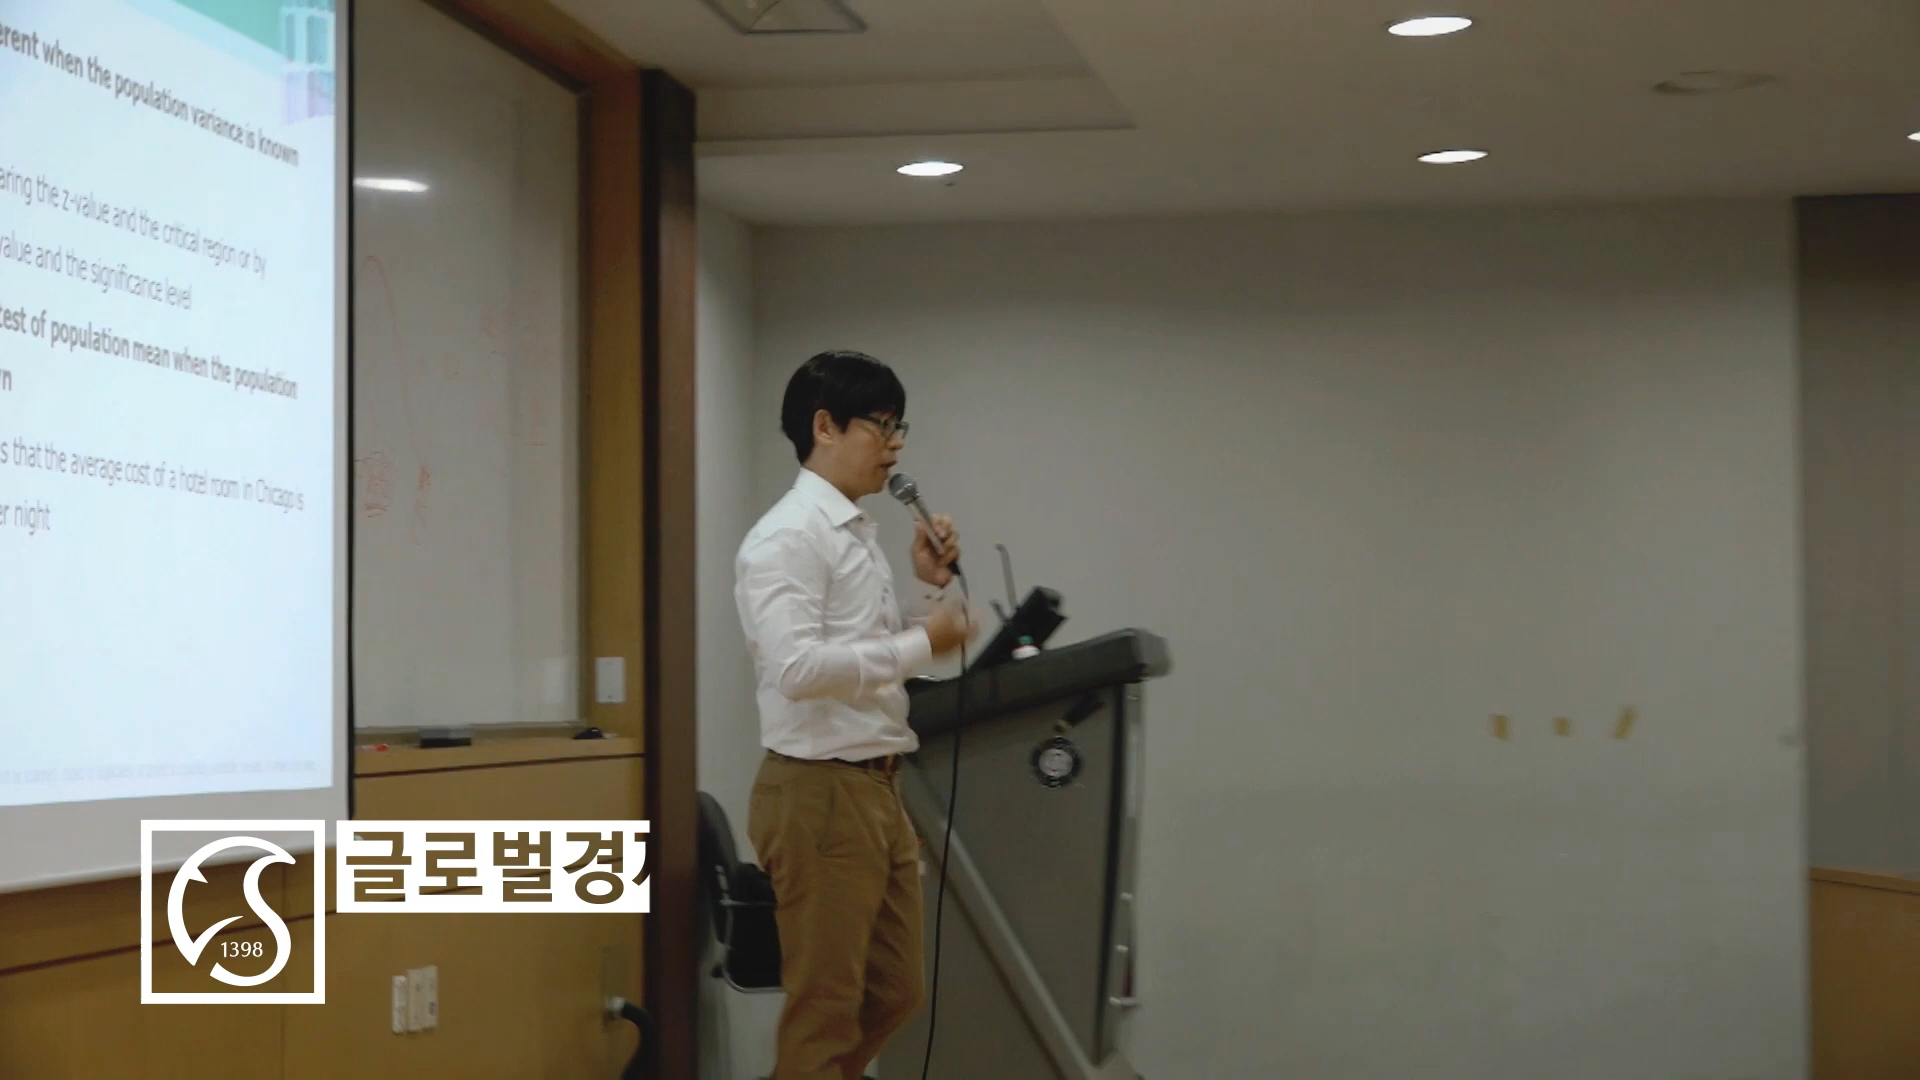 erent when the population variance is known
aring the z-value and the critical region or by
value and the significance level
test of population mean when the population
vn
s that the average cost of a hotel room in Chicago is
er night
글로벌경
1398